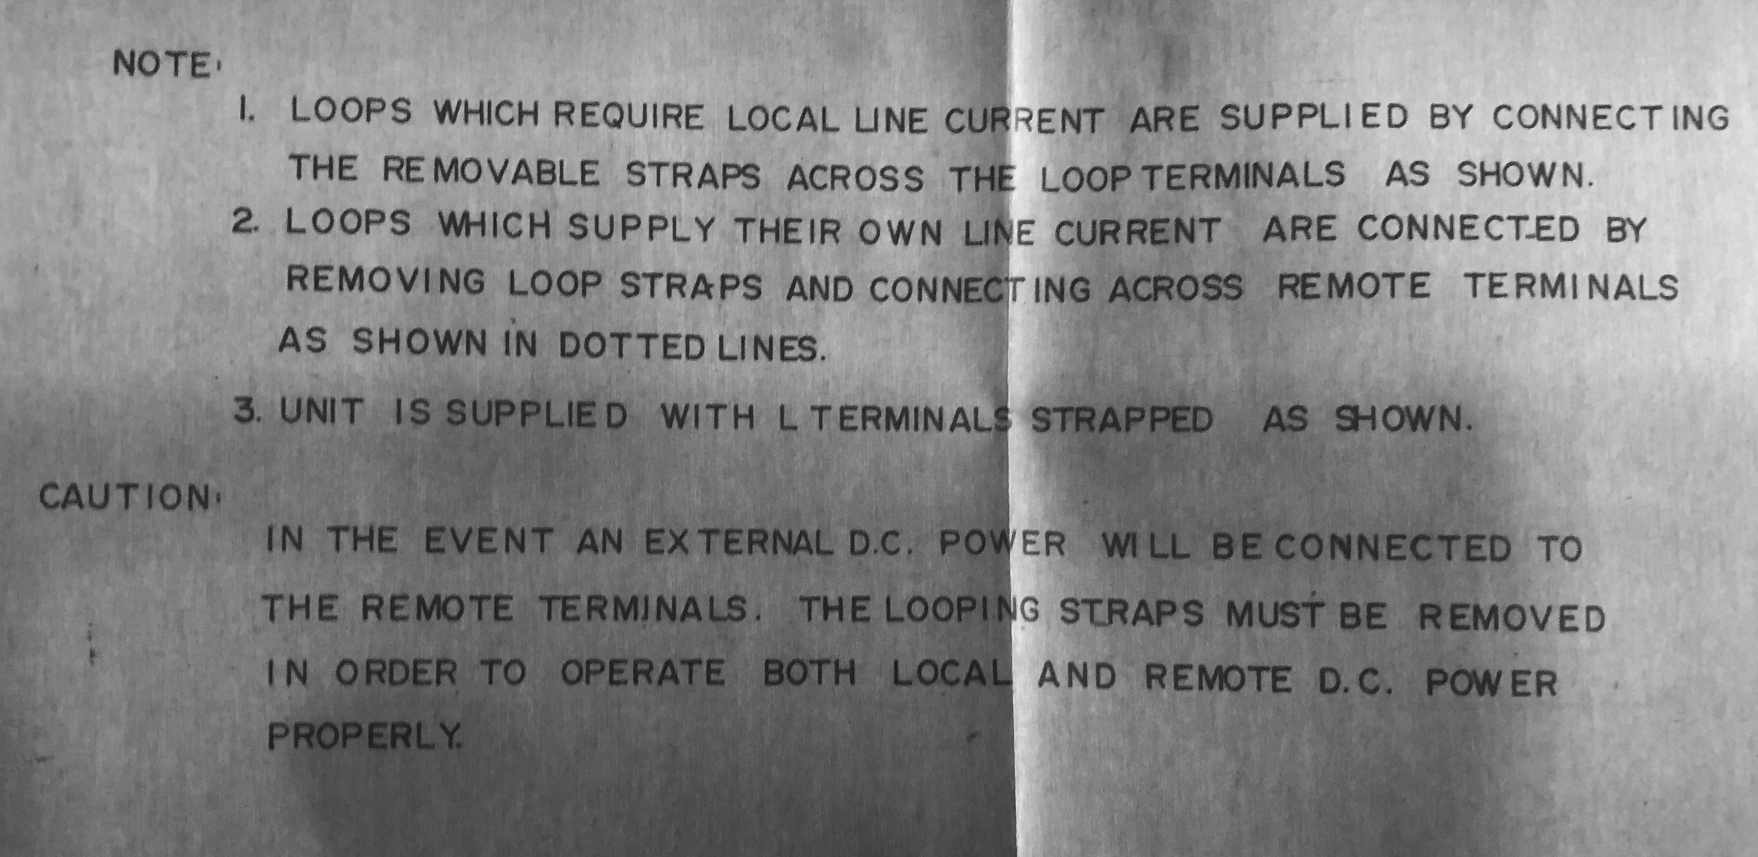 NOTE:
1. LOOPS WHICH REQUIRE LOCAL LINE CURRENT ARE SUPPLIED BY CONNECTING
THE REMOVABLE STRAPS ACROSS THE LOOP TERMINALS AS SHOWN.
2. LOOPS WHICH SUPPLY THEIR OWN LINE CURRENT ARE CONNECTED BY
REMOVING LOOP STRAPS AND CONNECTING ACROSS REMOTE TERMINALS
AS SHOWN IN DOTTED LINES.
3. UNIT IS SUPPLIED WITH L TERMINALS STRAPPED AS SHOWN.
CAUTION:
IN THE EVENT AN EXTERNAL D.C. POWER WILL BE CONNECTED TO
THE REMOTE TERMINALS. THE LOOPING STRAPS MUST BE REMOVED
IN ORDER TO OPERATE BOTH LOCAL AND REMOTE D.C. POWER
PROPERLY.